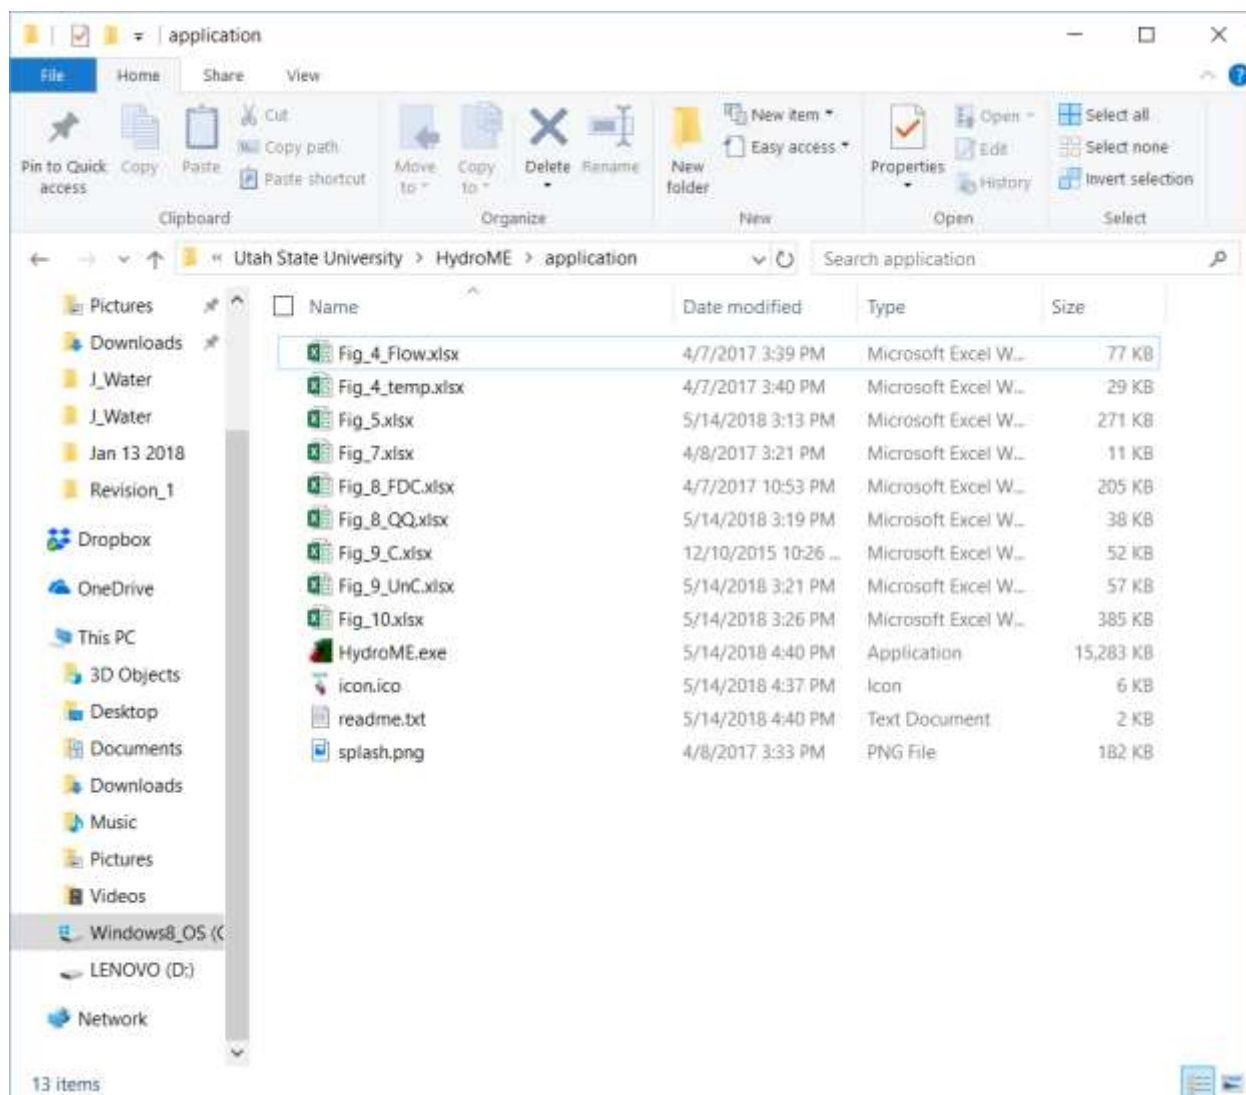 application
File Home Share View
Pin to Quick access
Copy
Paste
Cut
Copy path
Paste shortcut
Move to
Copy to
Delete
Rename
New folder
New item
Easy access
Properties
Open
Edit
History
Select all
Select none
Invert selection
Clipboard Organize New Open Select
« Utah State University > HydroME > application
Search application
Name Date modified Type Size
Fig_4_Flow.xlsx 4/7/2017 3:39 PM Microsoft Excel W... 77 KB
Fig_4_temp.xlsx 4/7/2017 3:40 PM Microsoft Excel W... 29 KB
Fig_5.xlsx 5/14/2018 3:13 PM Microsoft Excel W... 271 KB
Fig_7.xlsx 4/8/2017 3:21 PM Microsoft Excel W... 11 KB
Fig_8_FDC.xlsx 4/7/2017 10:53 PM Microsoft Excel W... 205 KB
Fig_8_QQ.xlsx 5/14/2018 3:19 PM Microsoft Excel W... 38 KB
Fig_9_C.xlsx 12/10/2015 10:26 ... Microsoft Excel W... 52 KB
Fig_9_UnC.xlsx 5/14/2018 3:21 PM Microsoft Excel W... 57 KB
Fig_10.xlsx 5/14/2018 3:26 PM Microsoft Excel W... 385 KB
HydroME.exe 5/14/2018 4:40 PM Application 15,283 KB
icon.ico 5/14/2018 4:37 PM Icon 6 KB
readme.txt 5/14/2018 4:40 PM Text Document 2 KB
splash.png 4/8/2017 3:33 PM PNG File 182 KB
Pictures
Downloads
J_Water
J_Water
Jan 13 2018
Revision_1
Dropbox
OneDrive
This PC
3D Objects
Desktop
Documents
Downloads
Music
Pictures
Videos
Windows8_OS (C
LENOVO (D:)
Network
13 items